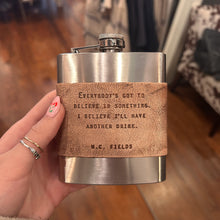 EVERYBODY'S GOT TO
BELIEVE IN SOMETHING.
I BELIEVE I'LL HAVE
ANOTHER DRINK.
W.C. FIELDS